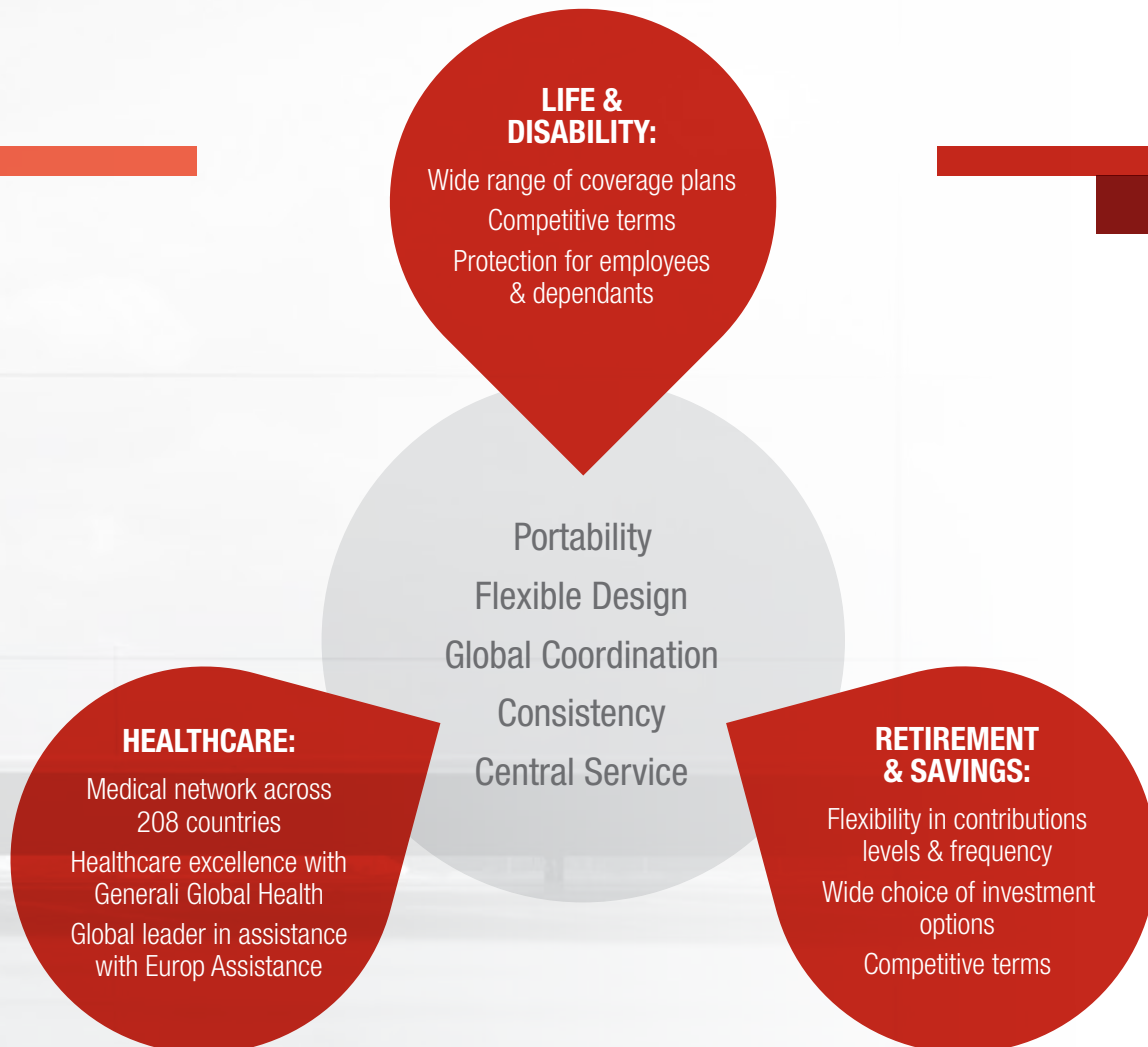 LIFE &
DISABILITY:
Wide range of coverage plans
Competitive terms
Protection for employees
& dependants
Portability
Flexible Design
Global Coordination
Consistency
Central Service
HEALTHCARE:
Medical network across
208 countries
Healthcare excellence with
Generali Global Health
Global leader in assistance
with Europ Assistance
RETIREMENT
& SAVINGS:
Flexibility in contributions
levels & frequency
Wide choice of investment
options
Competitive terms